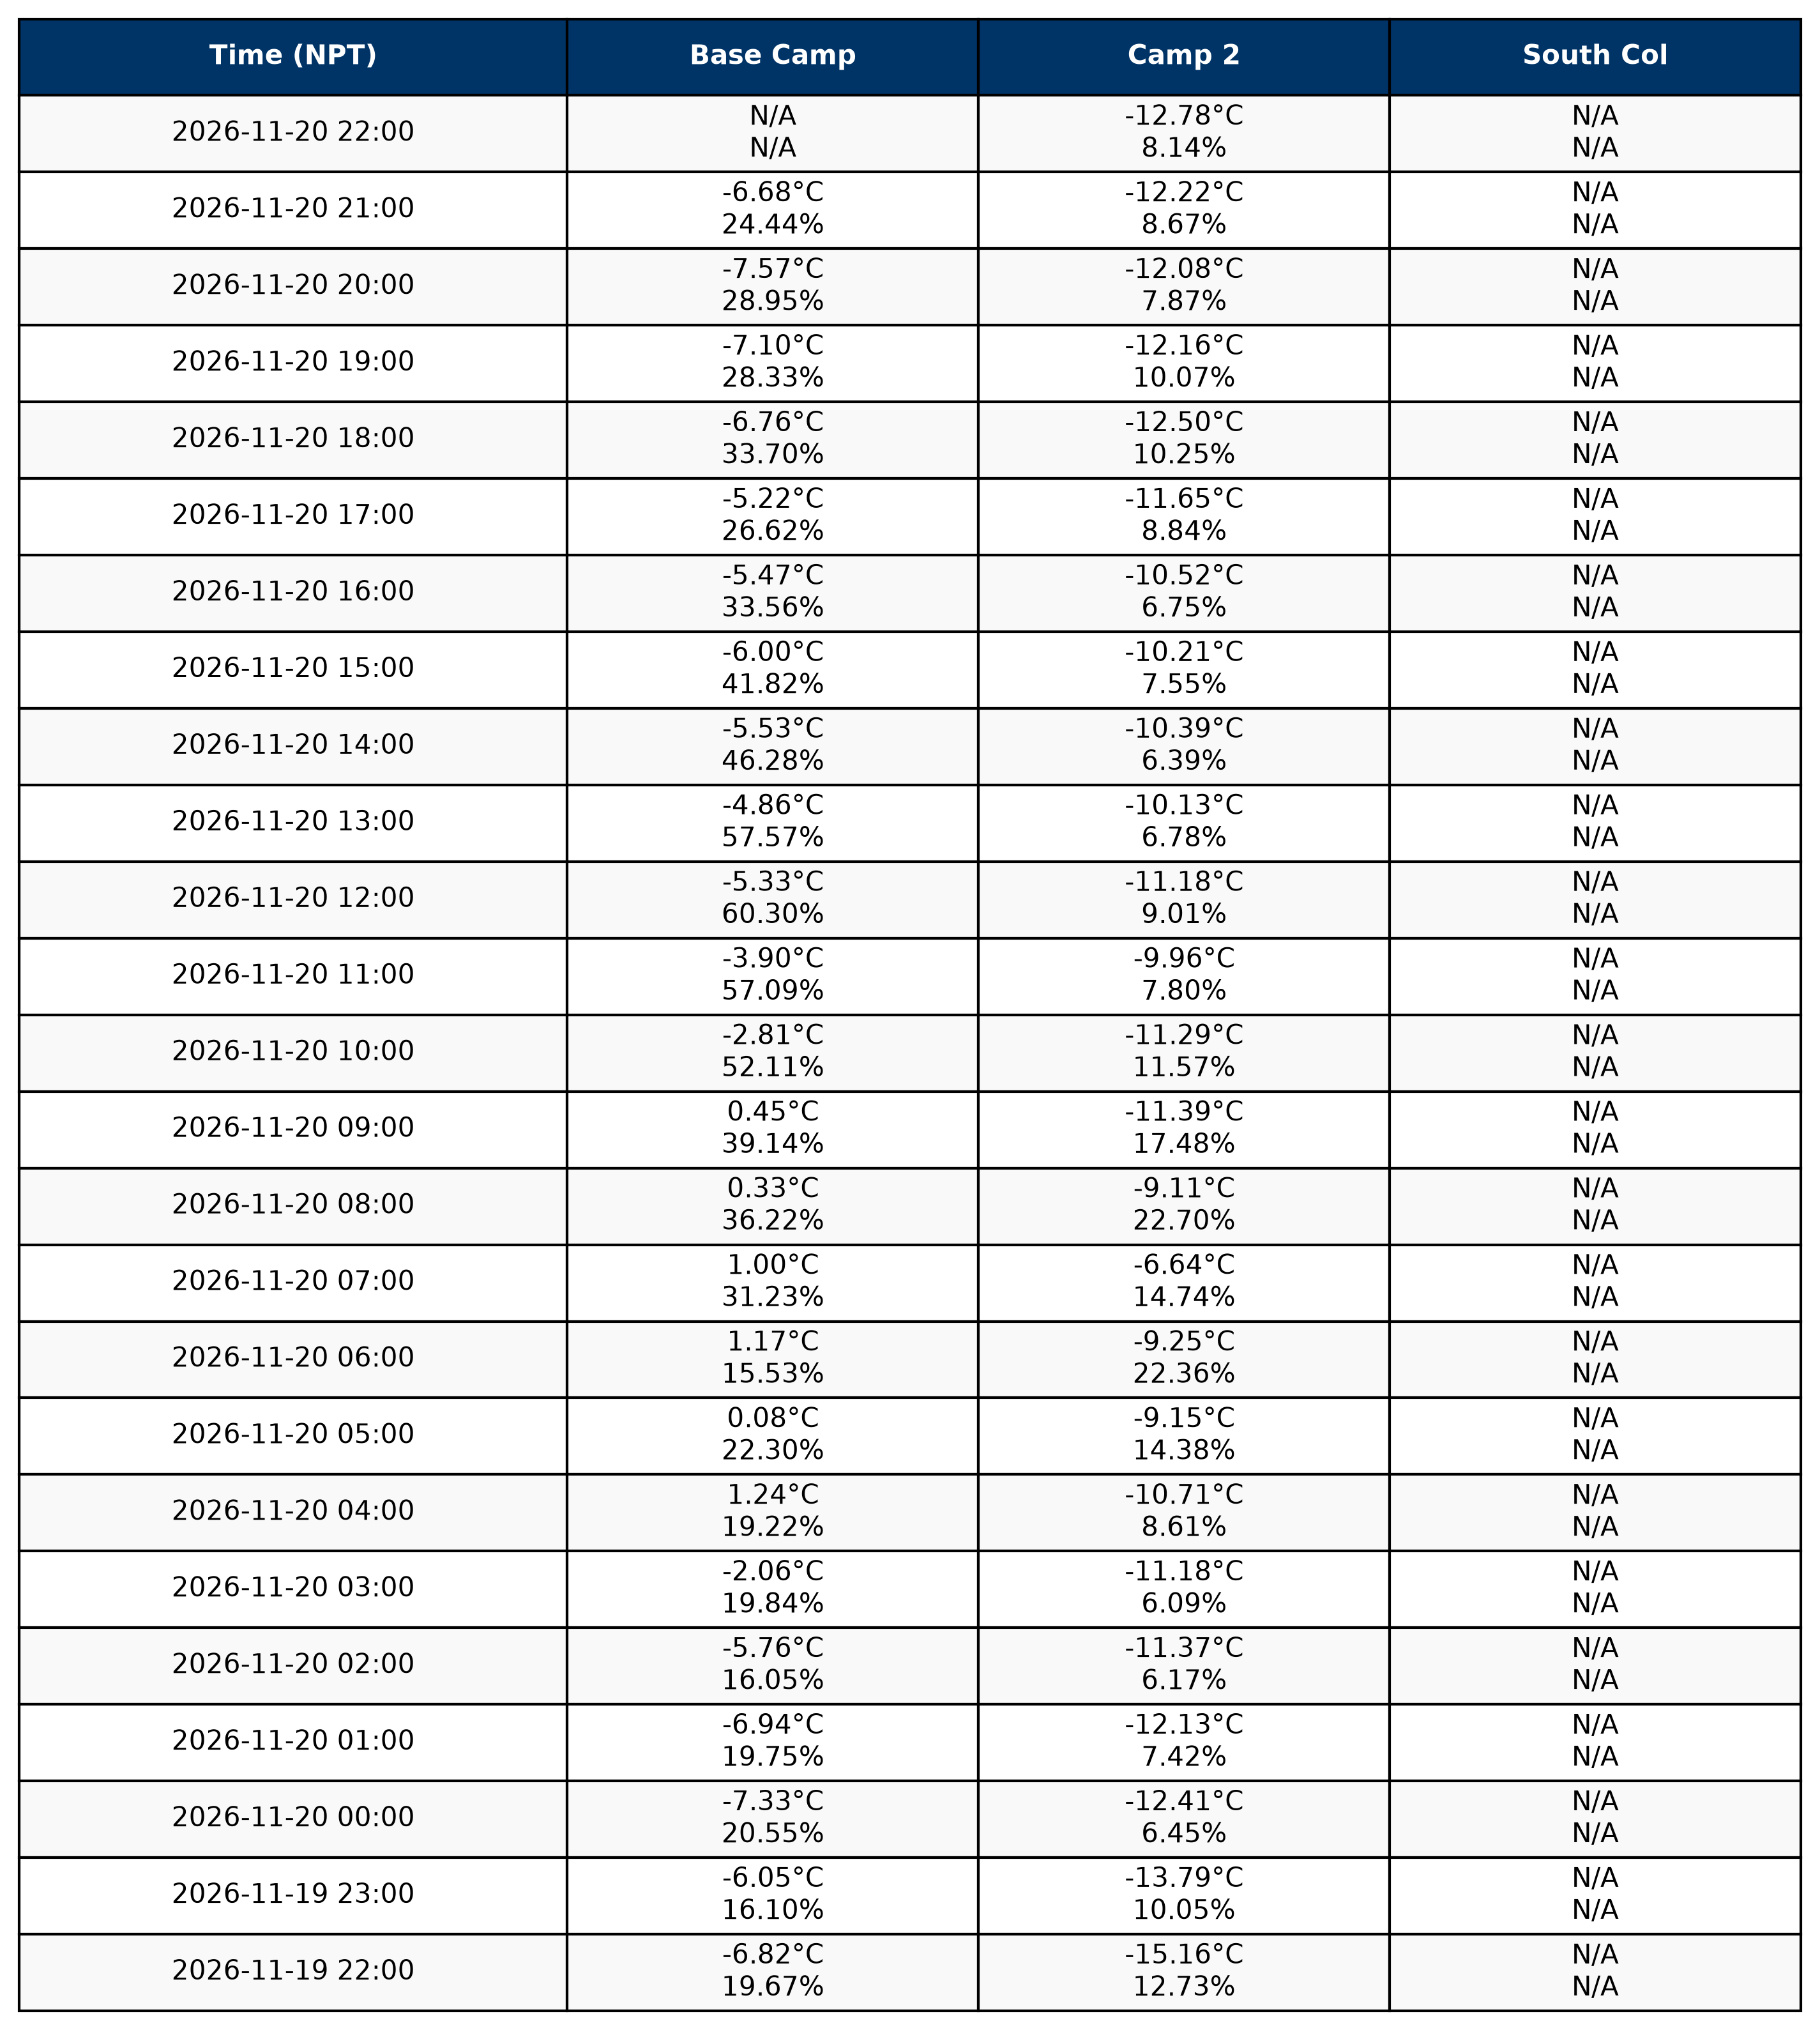 Time (NPT) Base Camp Camp 2 South Col
2026-11-20 22:00
N/A -12.78°C N/A
N/A 8.14% N/A
2026-11-20 21:00
-6.68°C -12.22°C N/A
24.44% 8.67% N/A
2026-11-20 20:00
-7.57°C -12.08°C N/A
28.95% 7.87% N/A
2026-11-20 19:00
-7.10°C -12.16°C N/A
28.33% 10.07% N/A
2026-11-20 18:00
-6.76°C -12.50°C N/A
33.70% 10.25% N/A
2026-11-20 17:00
-5.22°C -11.65°C N/A
26.62% 8.84% N/A
2026-11-20 16:00
-5.47°C -10.52°C N/A
33.56% 6.75% N/A
2026-11-20 15:00
-6.00°C -10.21°C N/A
41.82% 7.55% N/A
2026-11-20 14:00
-5.53°C -10.39°C N/A
46.28% 6.39% N/A
2026-11-20 13:00
-4.86°C -10.13°C N/A
57.57% 6.78% N/A
2026-11-20 12:00
-5.33°C -11.18°C N/A
60.30% 9.01% N/A
2026-11-20 11:00
-3.90°C -9.96°C N/A
57.09% 7.80% N/A
2026-11-20 10:00
-2.81°C -11.29°C N/A
52.11% 11.57% N/A
2026-11-20 09:00
0.45°C -11.39°C N/A
39.14% 17.48% N/A
2026-11-20 08:00
0.33°C -9.11°C N/A
36.22% 22.70% N/A
2026-11-20 07:00
1.00°C -6.64°C N/A
31.23% 14.74% N/A
2026-11-20 06:00
1.17°C -9.25°C N/A
15.53% 22.36% N/A
2026-11-20 05:00
0.08°C -9.15°C N/A
22.30% 14.38% N/A
2026-11-20 04:00
1.24°C -10.71°C N/A
19.22% 8.61% N/A
2026-11-20 03:00
-2.06°C -11.18°C N/A
19.84% 6.09% N/A
2026-11-20 02:00
-5.76°C -11.37°C N/A
16.05% 6.17% N/A
2026-11-20 01:00
-6.94°C -12.13°C N/A
19.75% 7.42% N/A
2026-11-20 00:00
-7.33°C -12.41°C N/A
20.55% 6.45% N/A
2026-11-19 23:00
-6.05°C -13.79°C N/A
16.10% 10.05% N/A
2026-11-19 22:00
-6.82°C -15.16°C N/A
19.67% 12.73% N/A